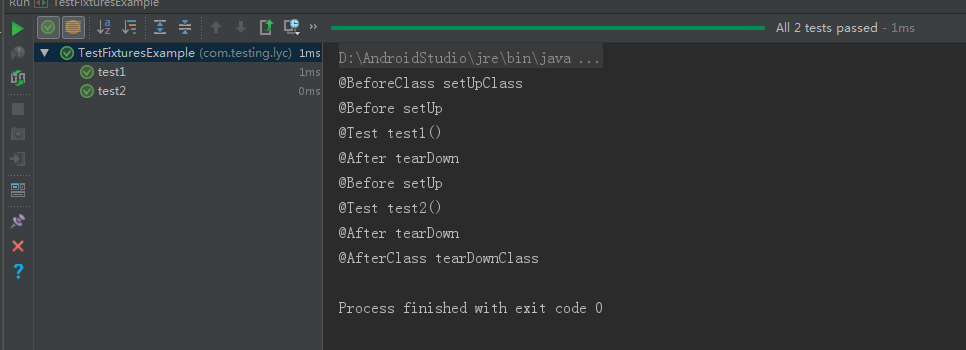 Run TestFixturesExample
All 2 tests passed - 1ms
TestFixturesExample (com.testing.lyc) 1ms
test1 1ms
test2 0ms
D:\AndroidStudio\jre\bin\java ...
@BeforeClass setUpClass
@Before setUp
@Test test1()
@After tearDown
@Before setUp
@Test test2()
@After tearDown
@AfterClass tearDownClass
Process finished with exit code 0